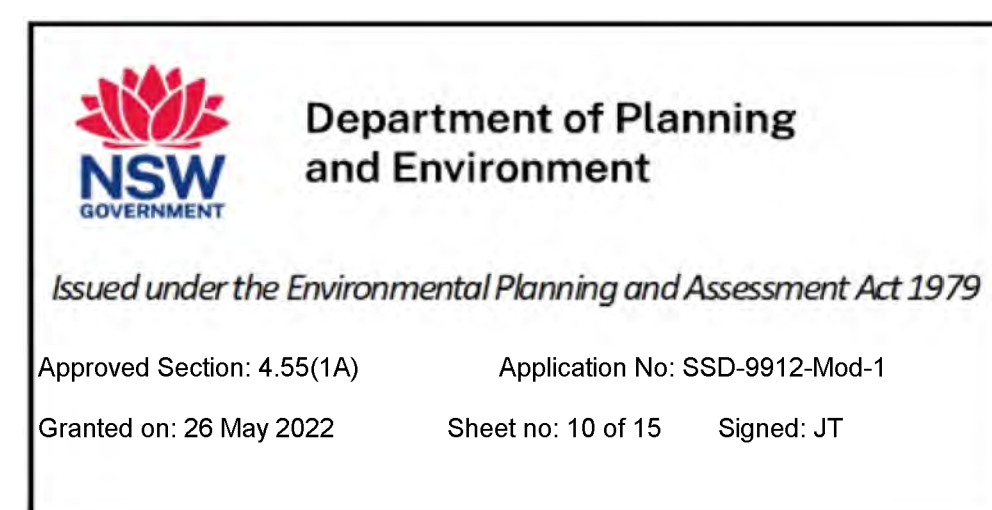 Department of Planning
and Environment
NSW
GOVERNMENT
Issued under the Environmental Planning and Assessment Act 1979
Approved Section: 4.55(1A) Application No: SSD-9912-Mod-1
Granted on: 26 May 2022 Sheet no: 10 of 15 Signed: JT